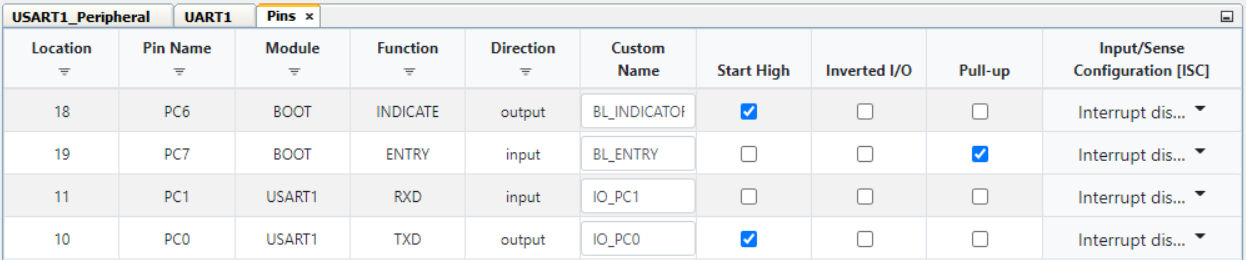 USART1_Peripheral UART1 Pins ×
Location Pin Name Module Function Direction Custom Name Start High Inverted I/O Pull-up Input/Sense Configuration [ISC]
18 PC6 BOOT INDICATE output BL_INDICATOR Interrupt dis...
19 PC7 BOOT ENTRY input BL_ENTRY Interrupt dis...
11 PC1 USART1 RXD input IO_PC1 Interrupt dis...
10 PC0 USART1 TXD output IO_PC0 Interrupt dis...